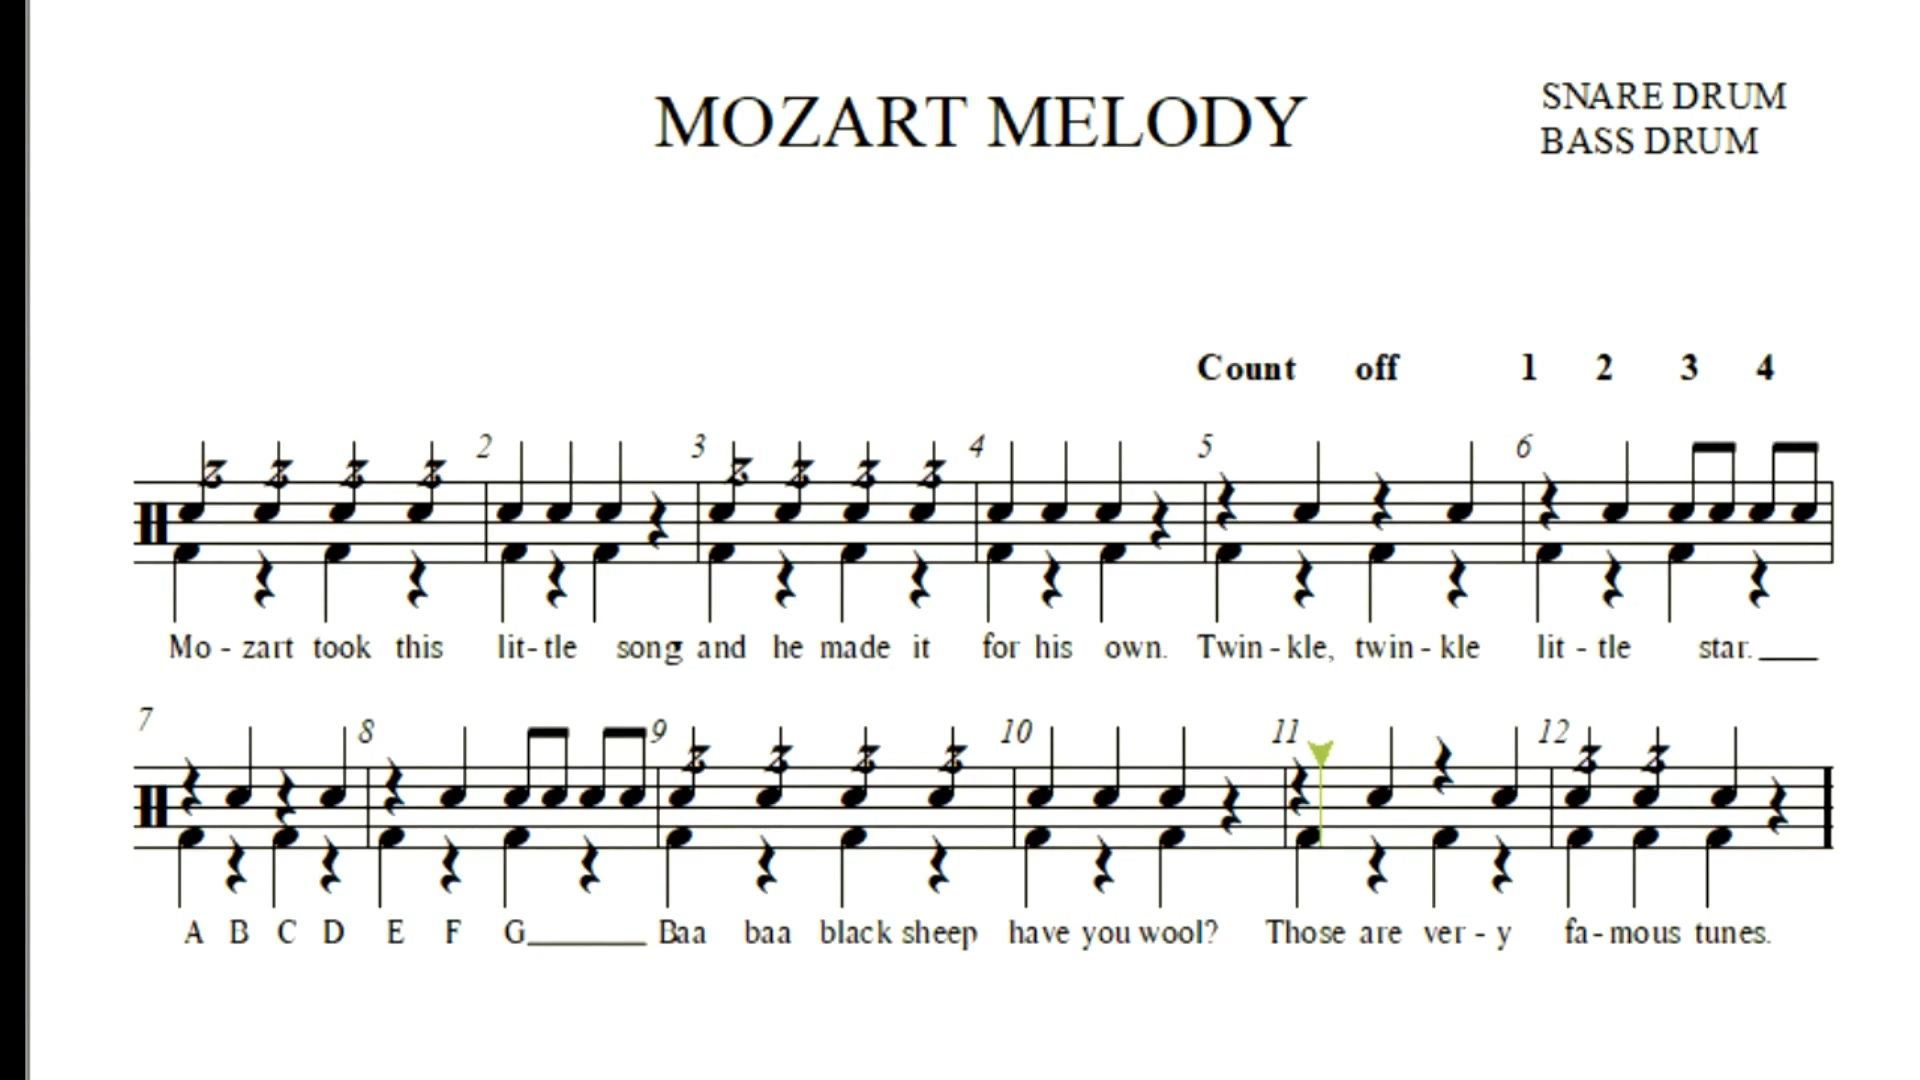 MOZART MELODY
SNARE DRUM
BASS DRUM
Count off 1 2 3 4
2 3 4 5 6
Mo - zart took this lit - tle song and he made it for his own. Twin - kle, twin - kle lit - tle star.____
7 8 9 10 11 12
A B C D E F G________ Baa baa black sheep have you wool? Those are ver - y fa - mous tunes.